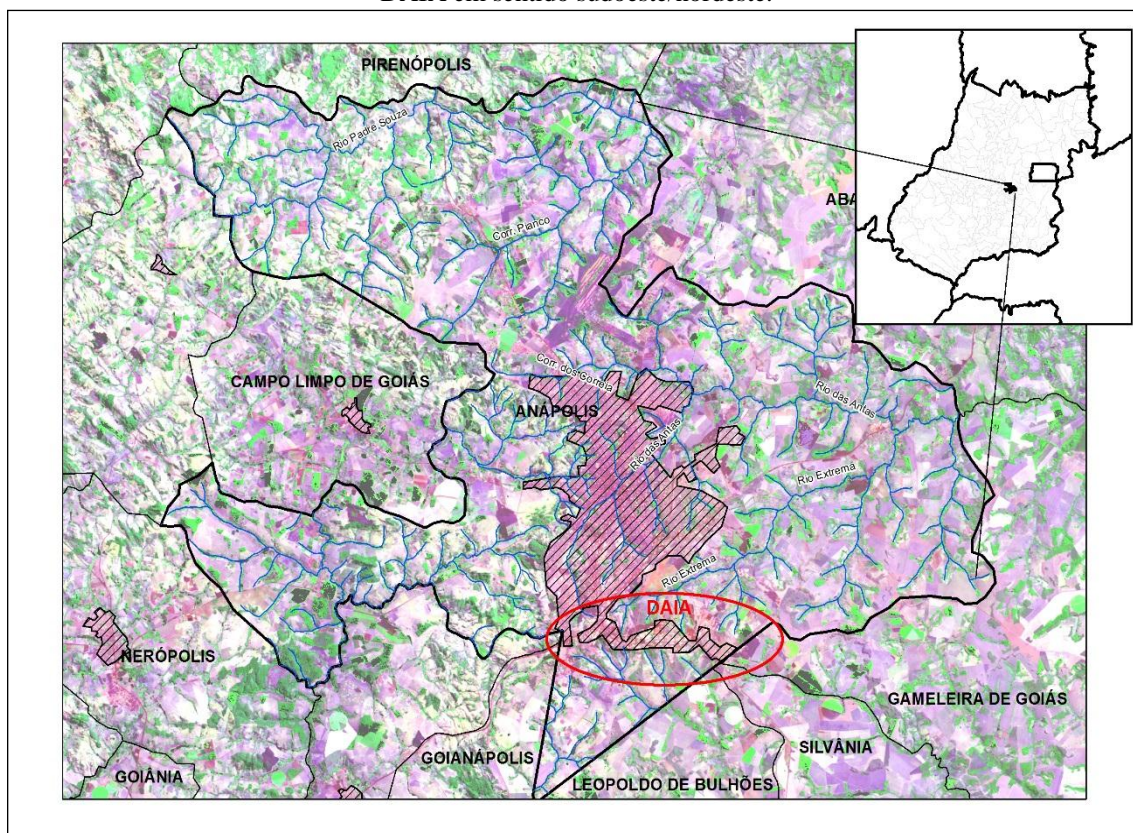 DAIA em sentido sudoeste/nordeste.
PIRENÓPOLIS
Rio Padre Souza
ABA
Corr. Pianco
Corr. dos Correia
CAMPO LIMPO DE GOIÁS
ANÁPOLIS
Rio das Antas
Rio das Antas
Rio Extrema
Rio Extrema
DAIA
NERÓPOLIS
GAMELEIRA DE GOIÁS
GOIANÁPOLIS
SILVÂNIA
GOIÂNIA
LEOPOLDO DE BULHÕES